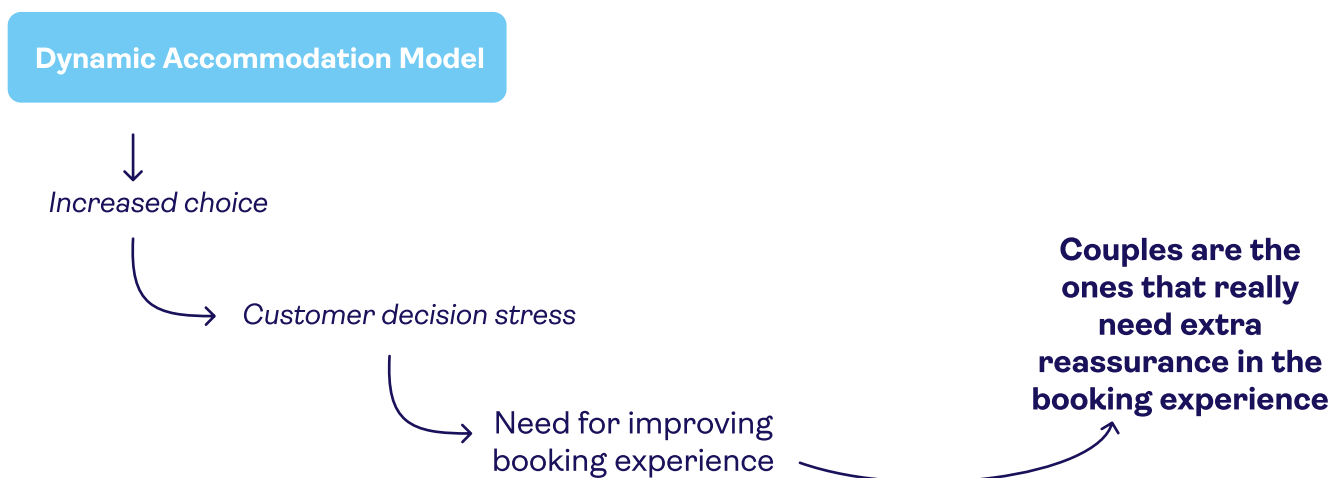 Dynamic Accommodation Model
Increased choice
Customer decision stress
Need for improving
booking experience
Couples are the
ones that really
need extra
reassurance in the
booking experience